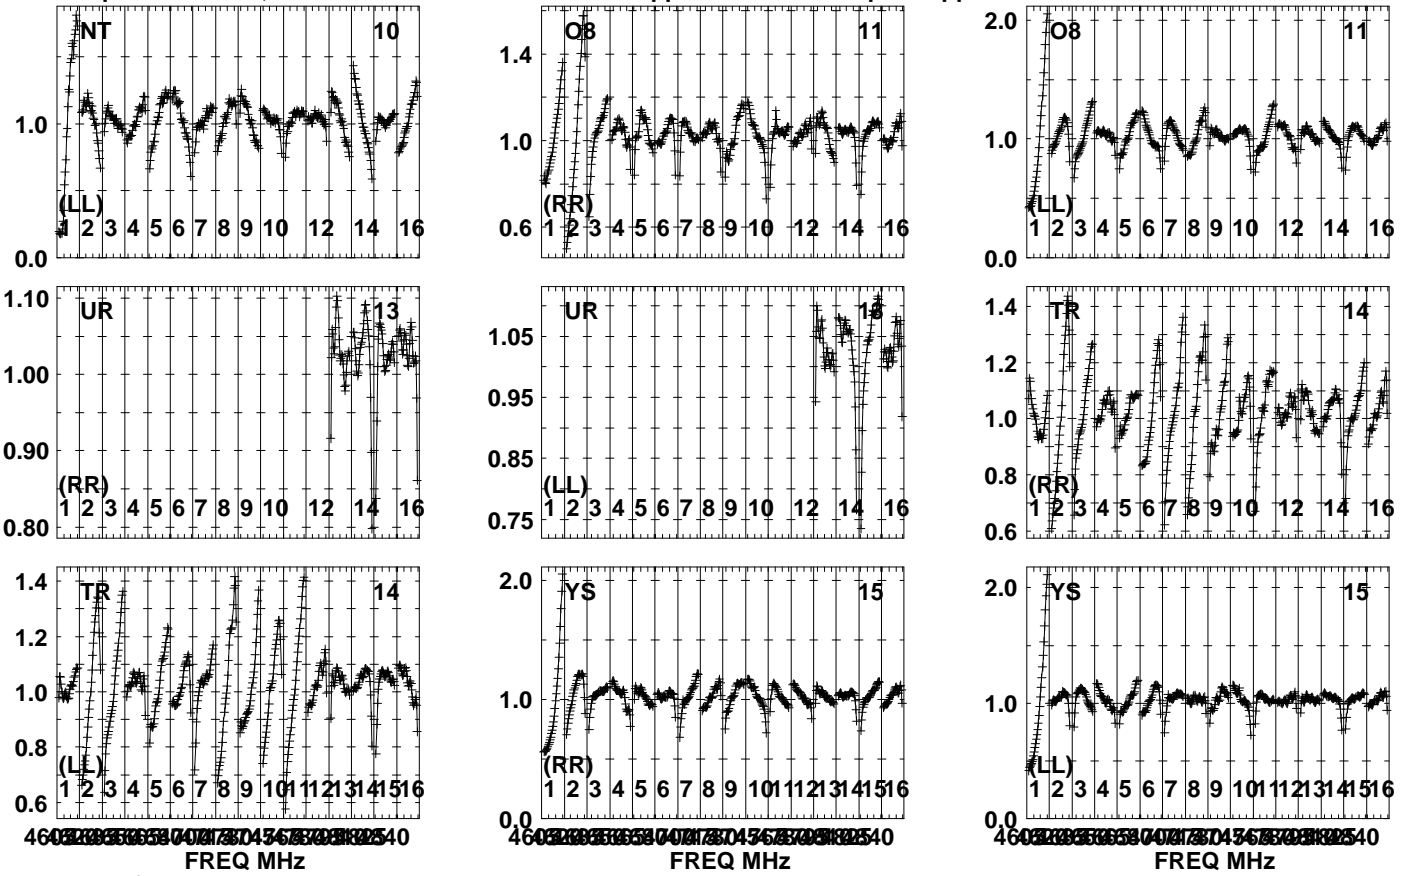 NT 10
1.0
(LL)
1 2 3 4 5 6 7 8 9 10 12 14 16
0.0
O8 11
1.4
1.0
(RR)
0.6
1 2 3 4 5 6 7 8 9 10 12 14 16
O8 11
2.0
1.0
(LL)
1 2 3 4 5 6 7 8 9 10 12 14 16
0.0
UR 13
1.10
1.00
0.90
(RR)
1 2 3 4 5 6 7 8 9 10 12 14 16
0.80
UR 13
1.05
0.95
0.85
(LL)
1 2 3 4 5 6 7 8 9 10 12 14 16
0.75
TR 14
1.4
1.2
1.0
0.8
(RR)
1 2 3 4 5 6 7 8 9 10 12 14 16
0.6
TR 14
1.4
1.2
1.0
0.8
(LL)
1 2 3 4 5 6 7 8 9 10 11 12 13 14 15 16
0.6
FREQ MHz
YS 15
2.0
1.0
(RR)
1 2 3 4 5 6 7 8 9 10 11 12 13 14 15 16
0.0
FREQ MHz
YS 15
2.0
1.0
(LL)
1 2 3 4 5 6 7 8 9 10 11 12 13 14 15 16
0.0
FREQ MHz